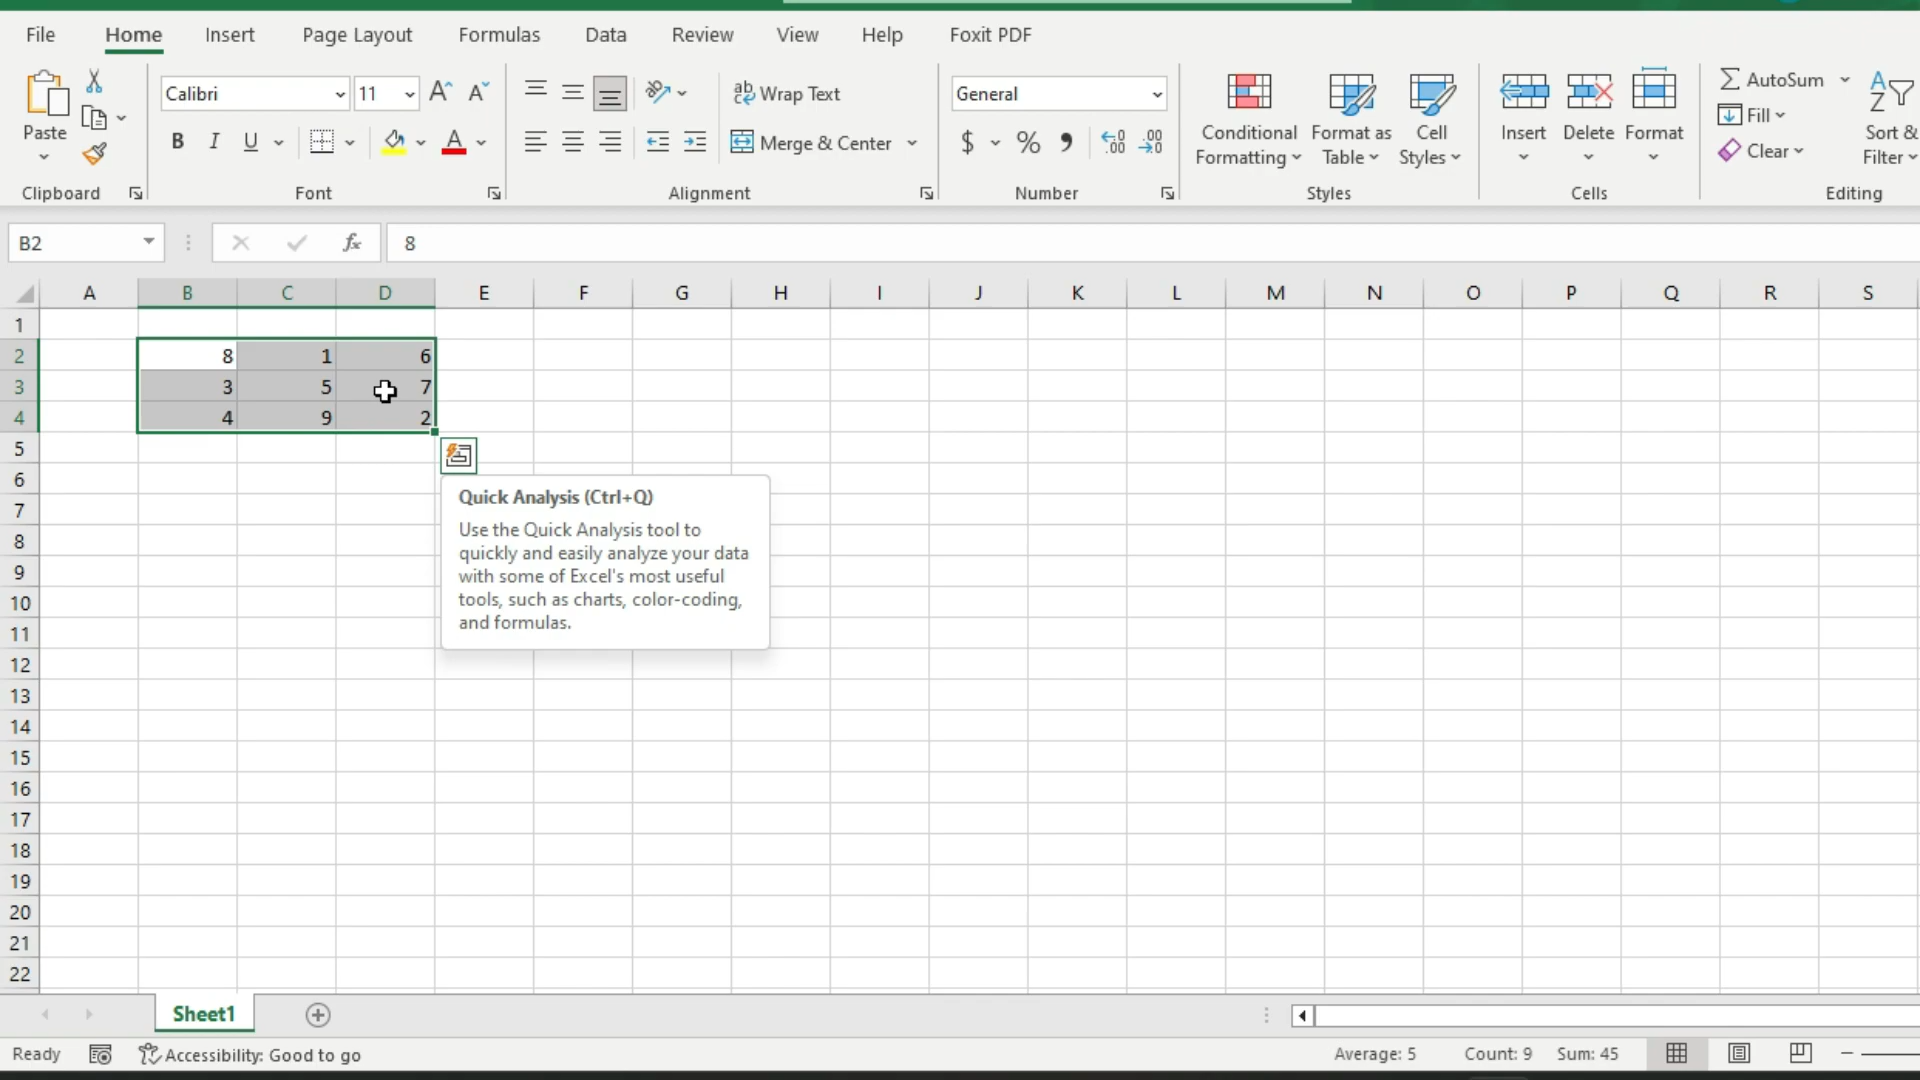 File Home Insert Page Layout Formulas Data Review View Help Foxit PDF
Paste
Clipboard
Calibri 11
B I U A
Font
ab Wrap Text
Merge & Center
Alignment
General
$ % 9 .00
Number
Conditional Formatting
Format as Table
Cell Styles
Styles
Insert Delete Format
Cells
AutoSum
Fill
Clear
Sort &
Filter
Editing
B2 fx 8
A B C D E F G H I J K L M N O P Q R S
1
2 8 1 6
3 3 5 7
4 4 9 2
5
6
7
8
9
10
11
12
13
14
15
16
17
18
19
20
21
22
Quick Analysis (Ctrl+Q)
Use the Quick Analysis tool to
quickly and easily analyze your data
with some of Excel's most useful
tools, such as charts, color-coding,
and formulas.
Sheet1
Ready Accessibility: Good to go Average: 5 Count: 9 Sum: 45